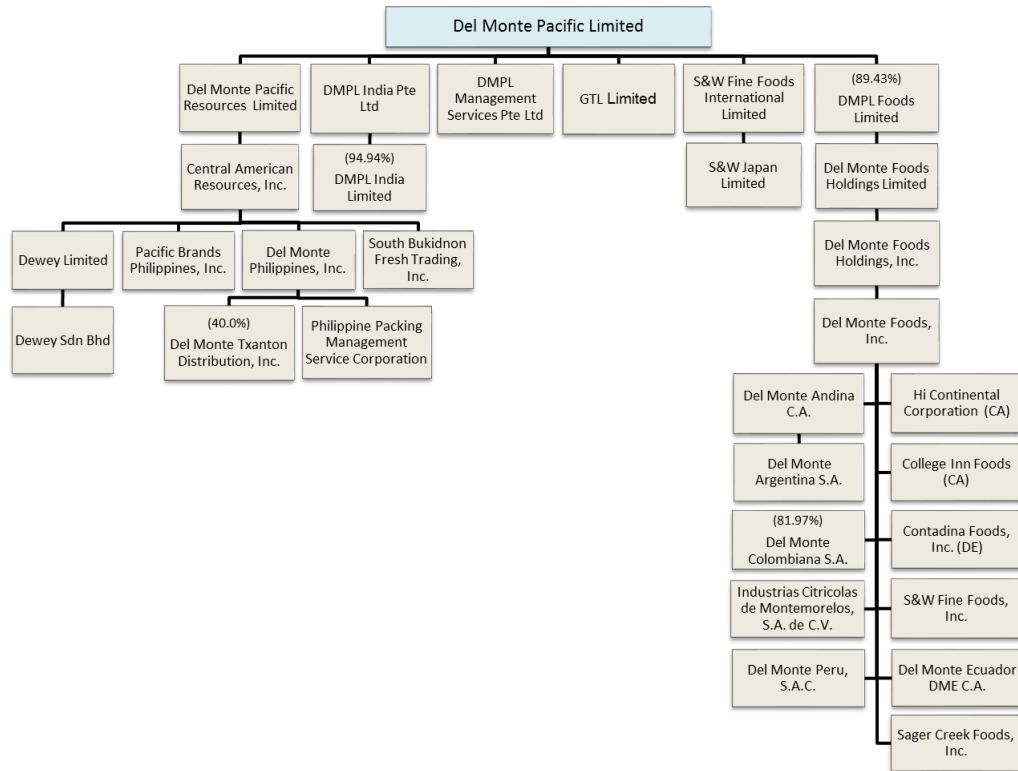 Del Monte Pacific Limited
Del Monte Pacific
Resources Limited
DMPL India Pte
Ltd
DMPL
Management
Services Pte Ltd
GTL Limited
S&W Fine Foods
International
Limited
(89.43%)
DMPL Foods
Limited
Central American
Resources, Inc.
(94.94%)
DMPL India
Limited
S&W Japan
Limited
Del Monte Foods
Holdings Limited
Dewey Limited
Pacific Brands
Philippines, Inc.
Del Monte
Philippines, Inc.
South Bukidnon
Fresh Trading,
Inc.
Del Monte Foods
Holdings, Inc.
Dewey Sdn Bhd
(40.0%)
Del Monte Txanton
Distribution, Inc.
Philippine Packing
Management
Service Corporation
Del Monte Foods,
Inc.
Del Monte Andina
C.A.
Hi Continental
Corporation (CA)
Del Monte
Argentina S.A.
College Inn Foods
(CA)
(81.97%)
Del Monte
Colombiana S.A.
Contadina Foods,
Inc. (DE)
Industrias Citricolas
de Montemorelos,
S.A. de C.V.
S&W Fine Foods,
Inc.
Del Monte Peru,
S.A.C.
Del Monte Ecuador
DME C.A.
Sager Creek Foods,
Inc.